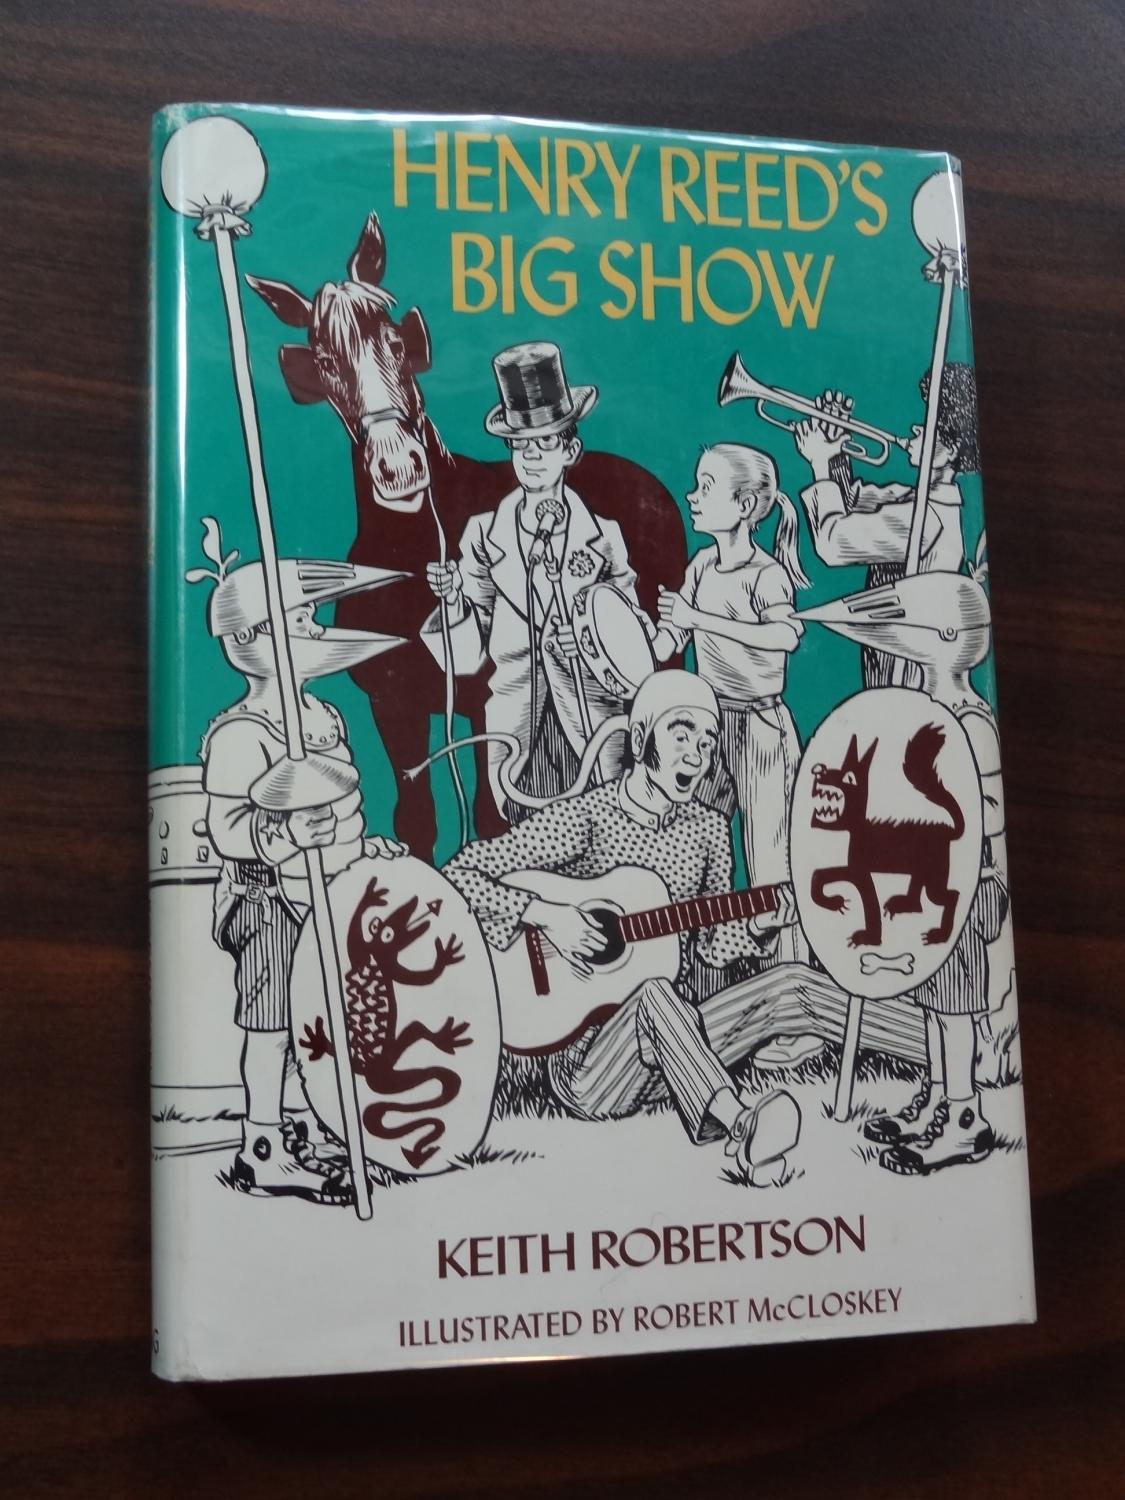 HENRY REED'S
BIG SHOW
KEITH ROBERTSON
ILLUSTRATED BY ROBERT McCLOSKEY